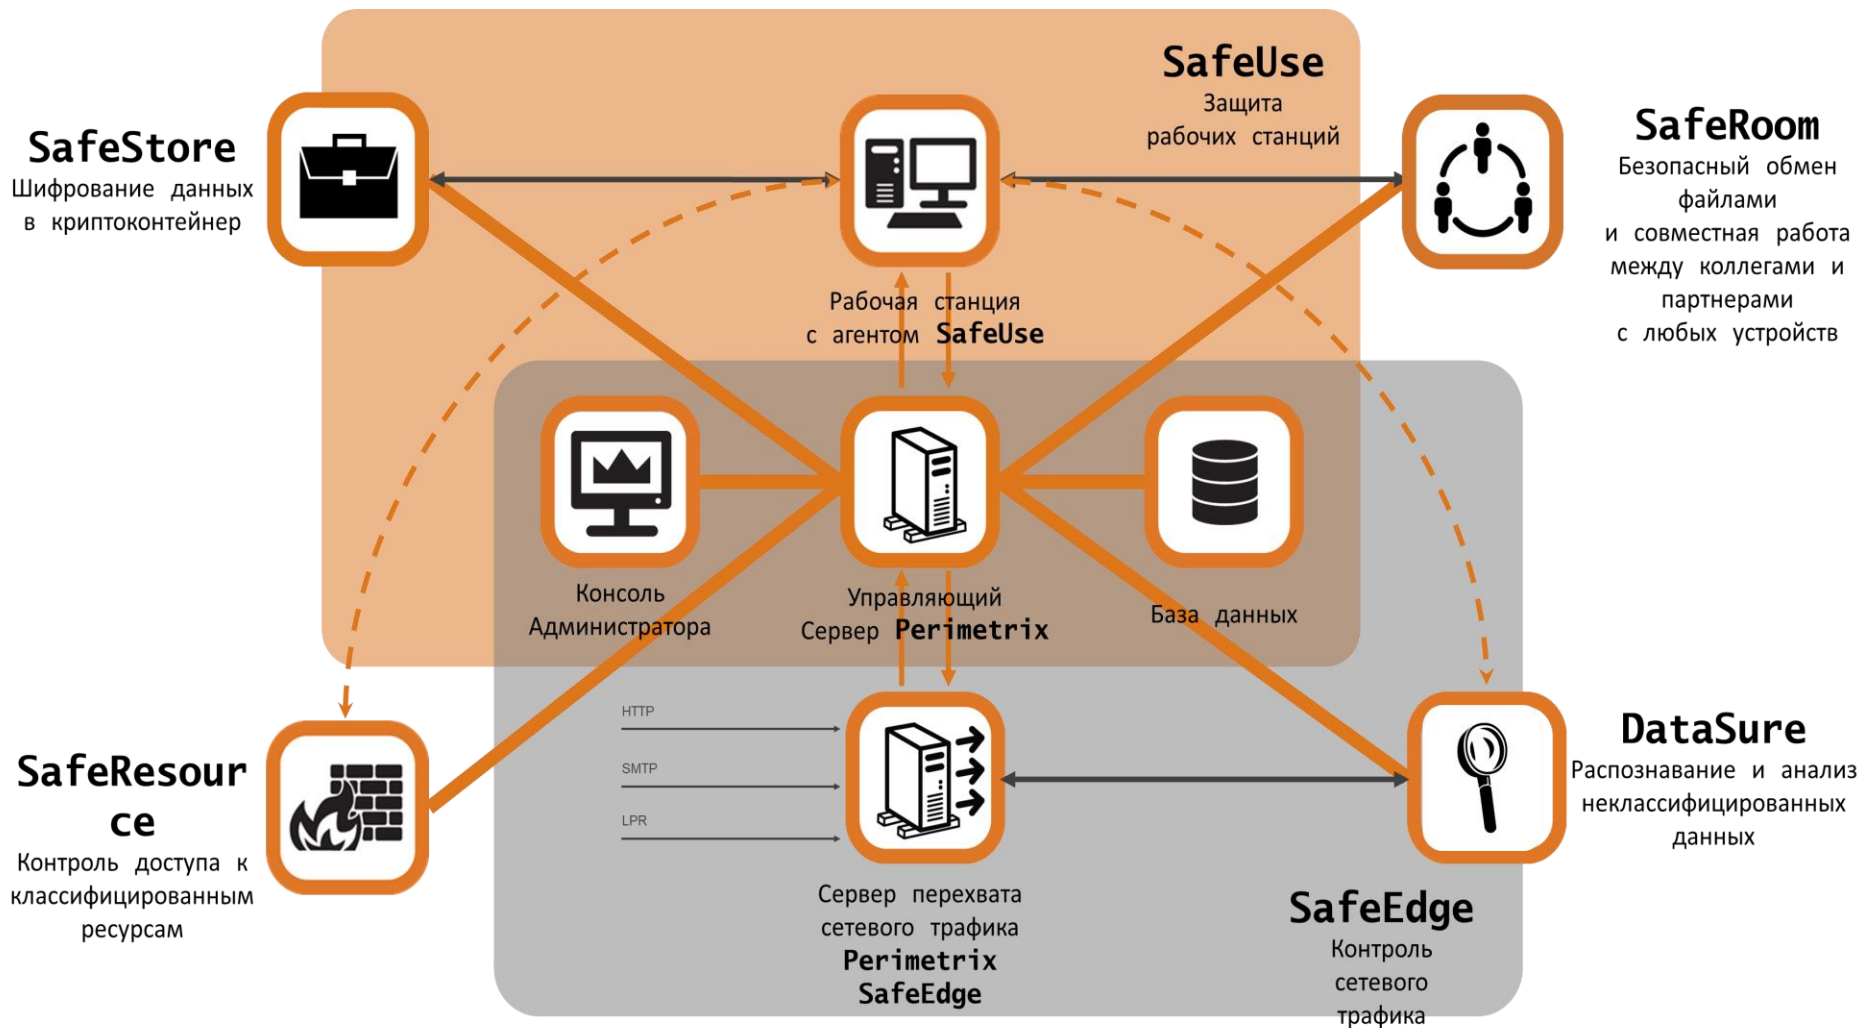 SafeUse
Защита
рабочих станций
SafeStore
Шифрование данных
в криптоконтейнер
SafeRoom
Безопасный обмен
файлами
и совместная работа
между коллегами и
партнерами
с любых устройств
Рабочая станция
с агентом SafeUse
Консоль
Администратора
Управляющий
Сервер Perimetrix
База данных
HTTP
SMTP
LPR
SafeResour
ce
Контроль доступа к
классифицированным
ресурсам
DataSure
Распознавание и анализ
неклассифицированных
данных
Сервер перехвата
сетевого трафика
Perimetrix
SafeEdge
SafeEdge
Контроль
сетевого
трафика